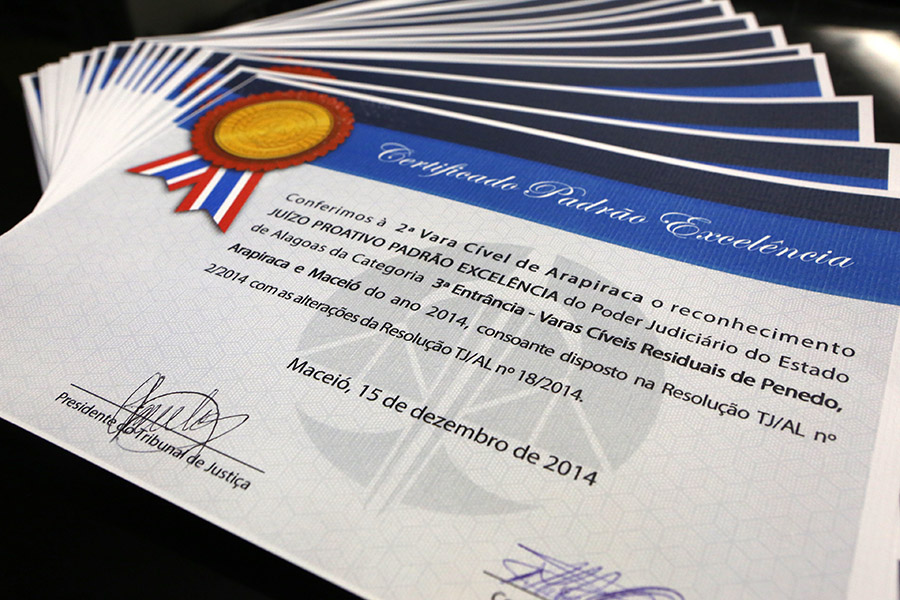 Certificado Padrão Excelência
Conferimos à 2ª Vara Cível de Arapiraca o reconhecimento
JUÍZO PROATIVO PADRÃO EXCELÊNCIA do Poder Judiciário do Estado
de Alagoas da Categoria 3ª Entrância - Varas Cíveis Residuais de Penedo,
Arapiraca e Maceió do ano 2014, consoante disposto na Resolução TJ/AL nº
2/2014 com as alterações da Resolução TJ/AL nº 18/2014.
Maceió, 15 de dezembro de 2014
Presidente do Tribunal de Justiça